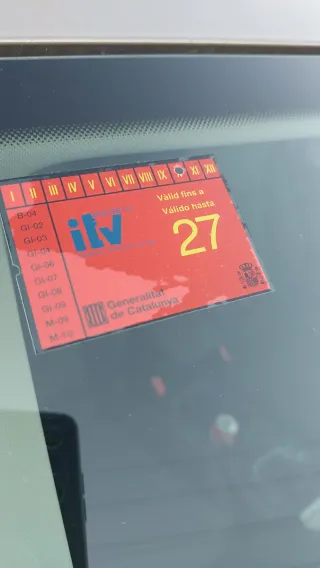 I II III IV V VI VII VIII IX XI XII
Vàlid fins a
Válido hasta
27
itv
B-04
GI-02
GI-03
GI-04
GI-06
GI-07
GI-08
GI-09
M-09
M-10
Generalitat
de Catalunya